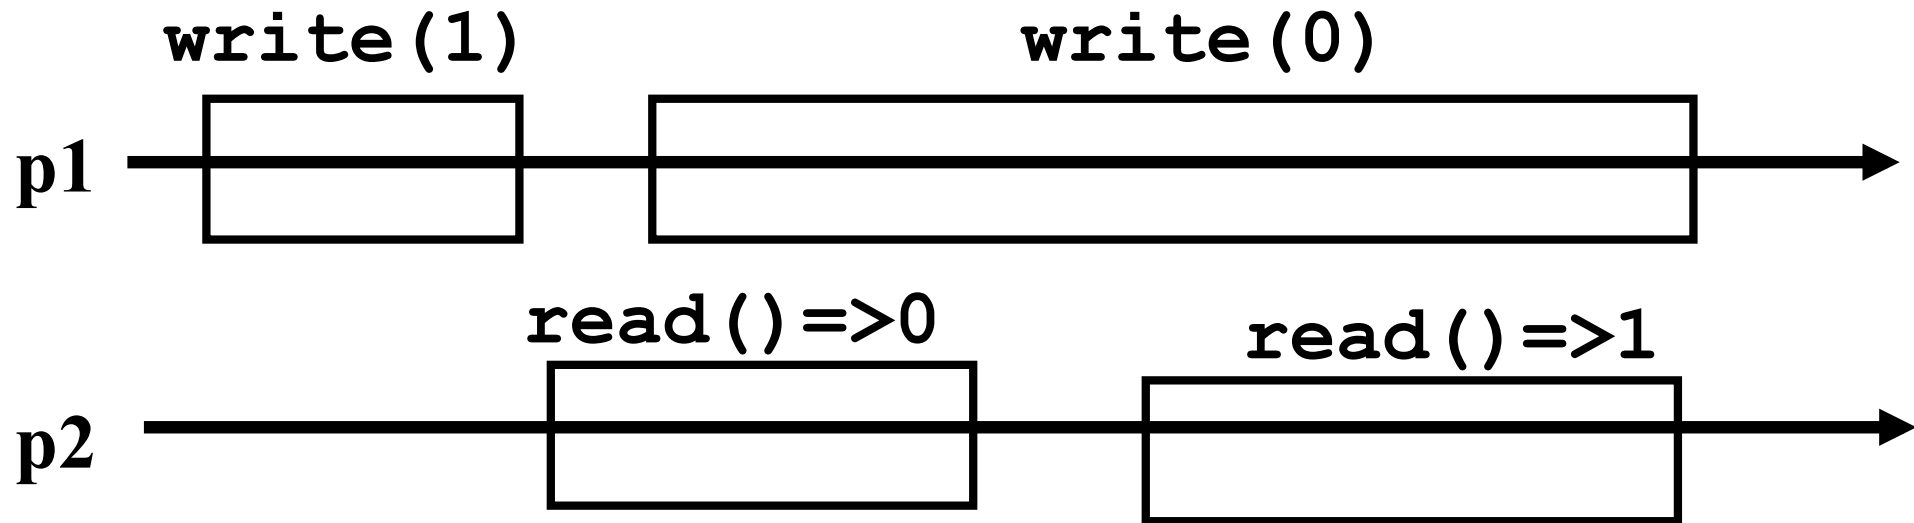 write(1) write(0)
p1
read()=>0 read()=>1
p2